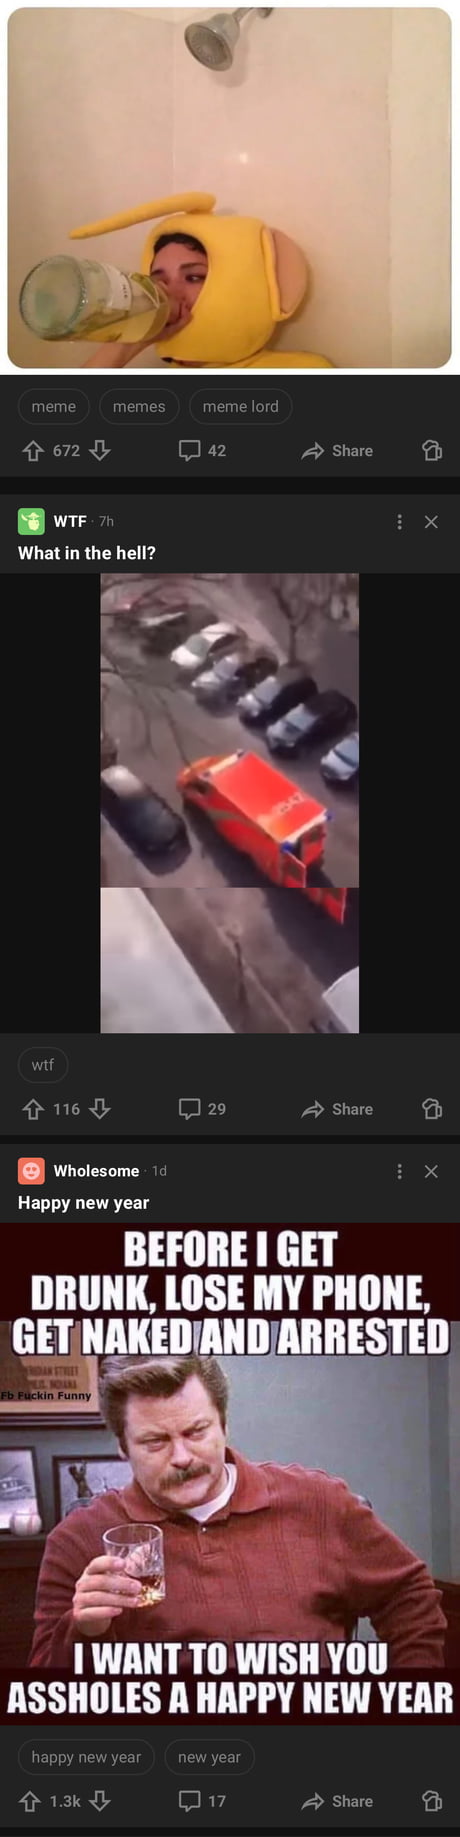 meme
memes
meme lord
672
42
Share
WTF · 7h
What in the hell?
2547
wtf
116
29
Share
Wholesome · 1d
Happy new year
BEFORE I GET
DRUNK, LOSE MY PHONE,
GET NAKED AND ARRESTED
Fb Fuckin Funny
I WANT TO WISH YOU
ASSHOLES A HAPPY NEW YEAR
happy new year
new year
1.3k
17
Share